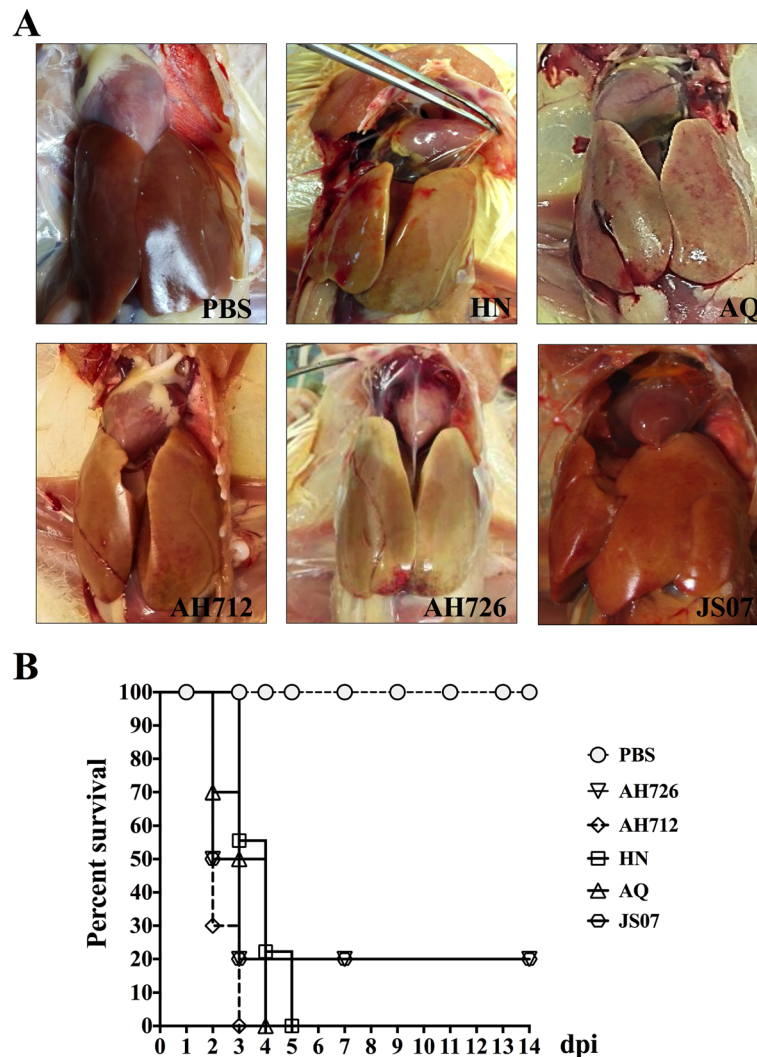 A
PBS
HN
AQ
AH712
AH726
JS07
B
Percent survival
100
90
80
70
60
50
40
30
20
10
0
0 1 2 3 4 5 6 7 8 9 10 11 12 13 14 dpi
PBS
AH726
AH712
HN
AQ
JS07